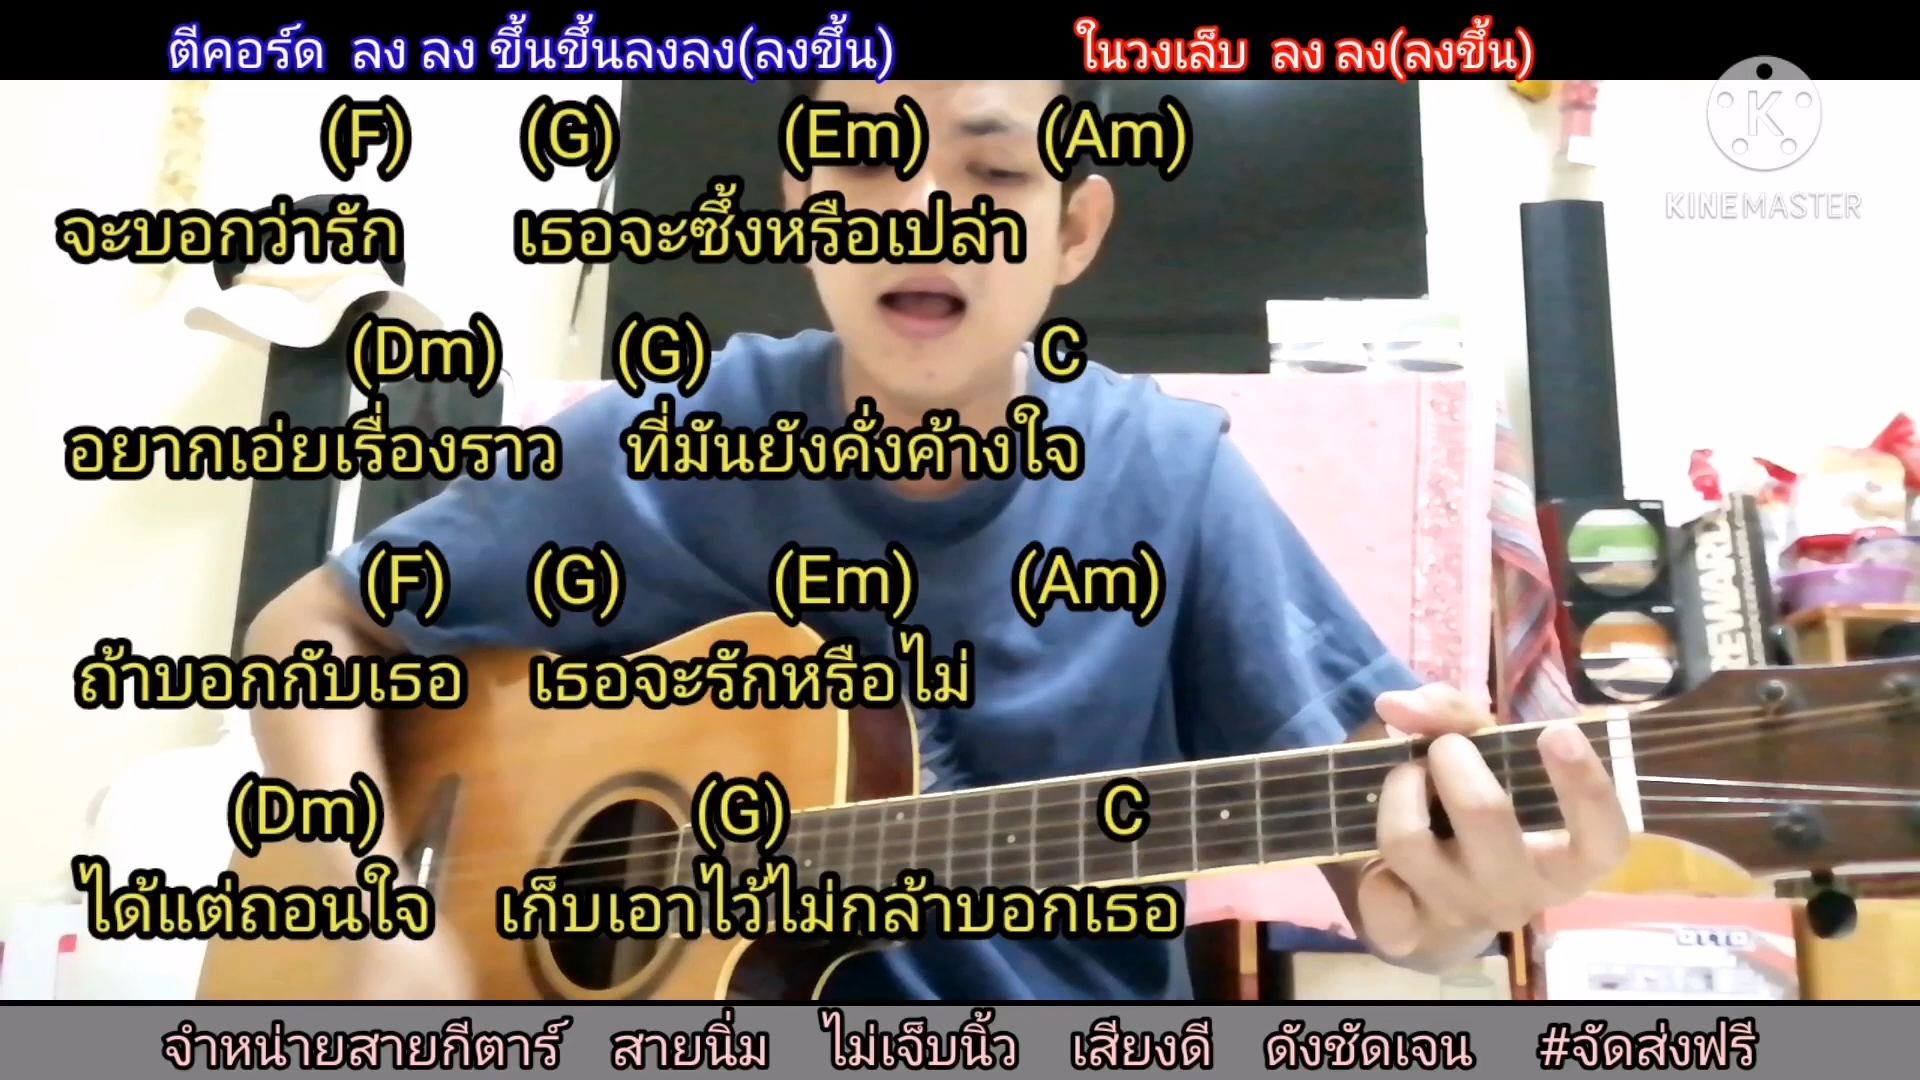 ตีคอร์ด ลง ลง ขึ้นขึ้นลงลง(ลงขึ้น) ในวงเล็บ ลง ลง(ลงขึ้น)
K
KINEMASTER
(F) (G) (Em) (Am)
จะบอกว่ารัก เธอจะซึ้งหรือเปล่า
(Dm) (G) C
อยากเอ่ยเรื่องราว ที่มันยังคั่งค้างใจ
(F) (G) (Em) (Am)
ถ้าบอกกับเธอ เธอจะรักหรือไม่
REWARD
(Dm) (G) C
ได้แต่ถอนใจ เก็บเอาไว้ไม่กล้าบอกเธอ
OTTO
จำหน่ายสายกีตาร์ สายนิ่ม ไม่เจ็บนิ้ว เสียงดี ดังชัดเจน #จัดส่งฟรี